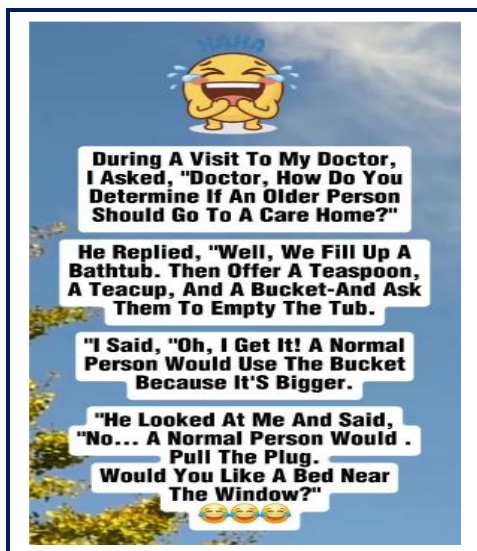 HAHA
During A Visit To My Doctor,
I Asked, "Doctor, How Do You
Determine If An Older Person
Should Go To A Care Home?"
He Replied, "Well, We Fill Up A
Bathtub. Then Offer A Teaspoon,
A Teacup, And A Bucket-And Ask
Them To Empty The Tub.
"I Said, "Oh, I Get It! A Normal
Person Would Use The Bucket
Because It'S Bigger.
"He Looked At Me And Said,
"No... A Normal Person Would .
Pull The Plug.
Would You Like A Bed Near
The Window?"
😂😂😂